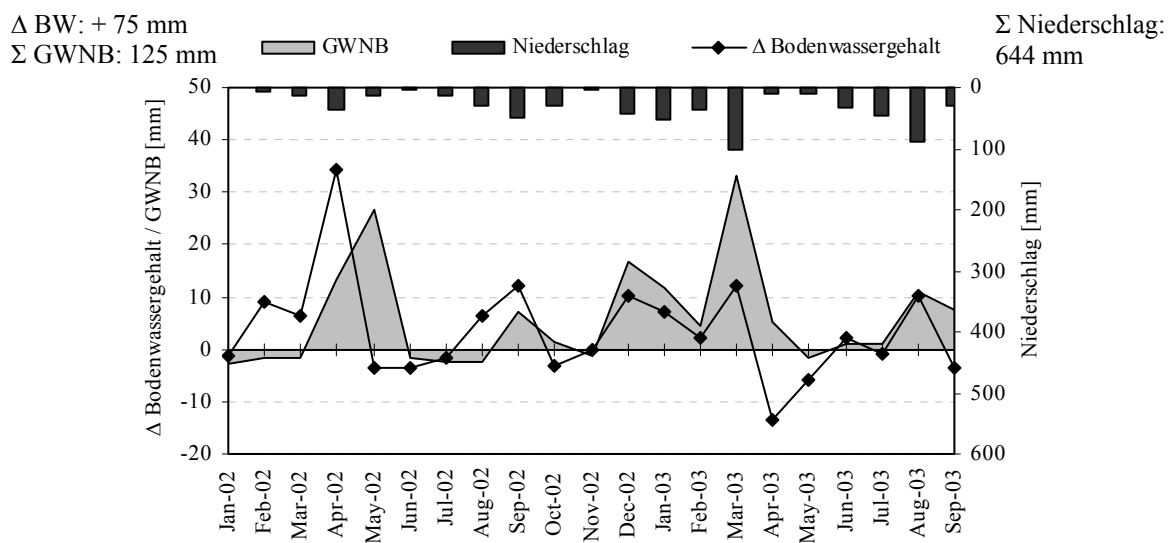 Δ BW: + 75 mm
Σ GWNB: 125 mm
GWNB
Niederschlag
Δ Bodenwassergehalt
Σ Niederschlag:
644 mm
Δ Bodenwassergehalt / GWNB [mm]
50
40
30
20
10
0
-10
-20
0
100
200
300
400
500
600
Niederschlag [mm]
Jan-02
Feb-02
Mar-02
Apr-02
May-02
Jun-02
Jul-02
Aug-02
Sep-02
Oct-02
Nov-02
Dec-02
Jan-03
Feb-03
Mar-03
Apr-03
May-03
Jun-03
Jul-03
Aug-03
Sep-03